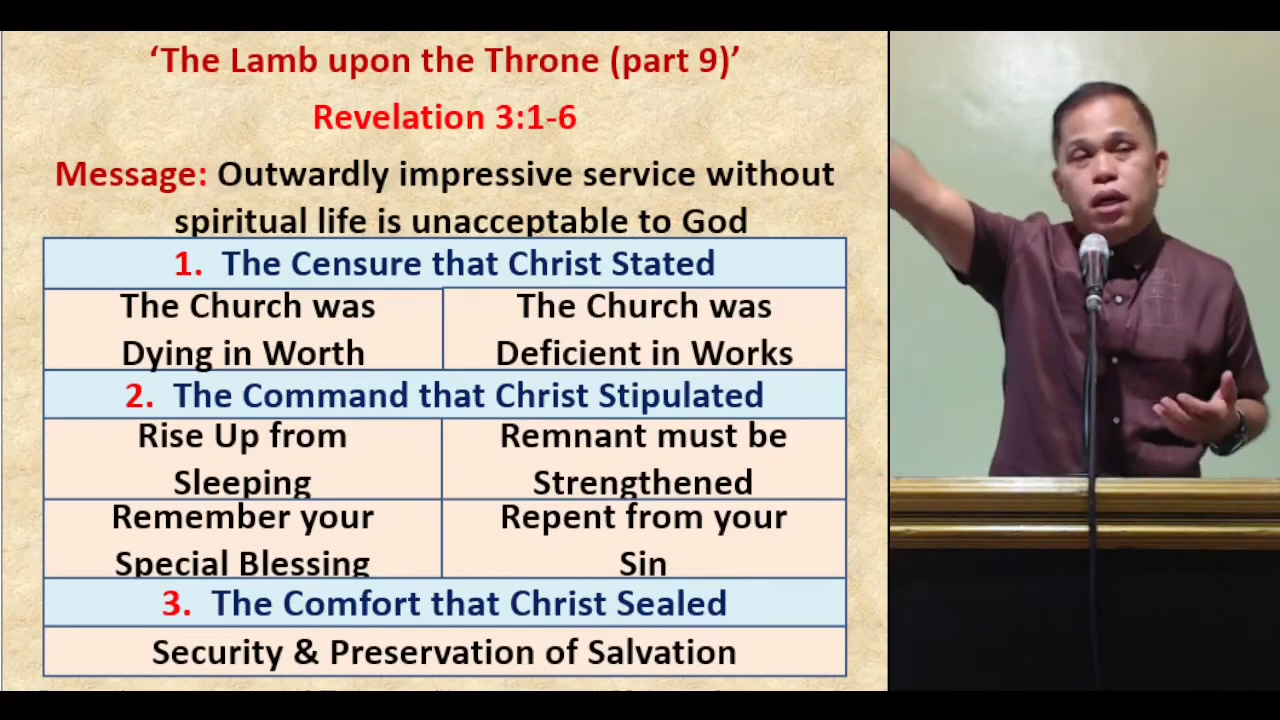 ‘The Lamb upon the Throne (part 9)’
Revelation 3:1-6
Message: Outwardly impressive service without
spiritual life is unacceptable to God
1. The Censure that Christ Stated
The Church was
Dying in Worth
The Church was
Deficient in Works
2. The Command that Christ Stipulated
Rise Up from
Sleeping
Remnant must be
Strengthened
Remember your
Special Blessing
Repent from your
Sin
3. The Comfort that Christ Sealed
Security & Preservation of Salvation